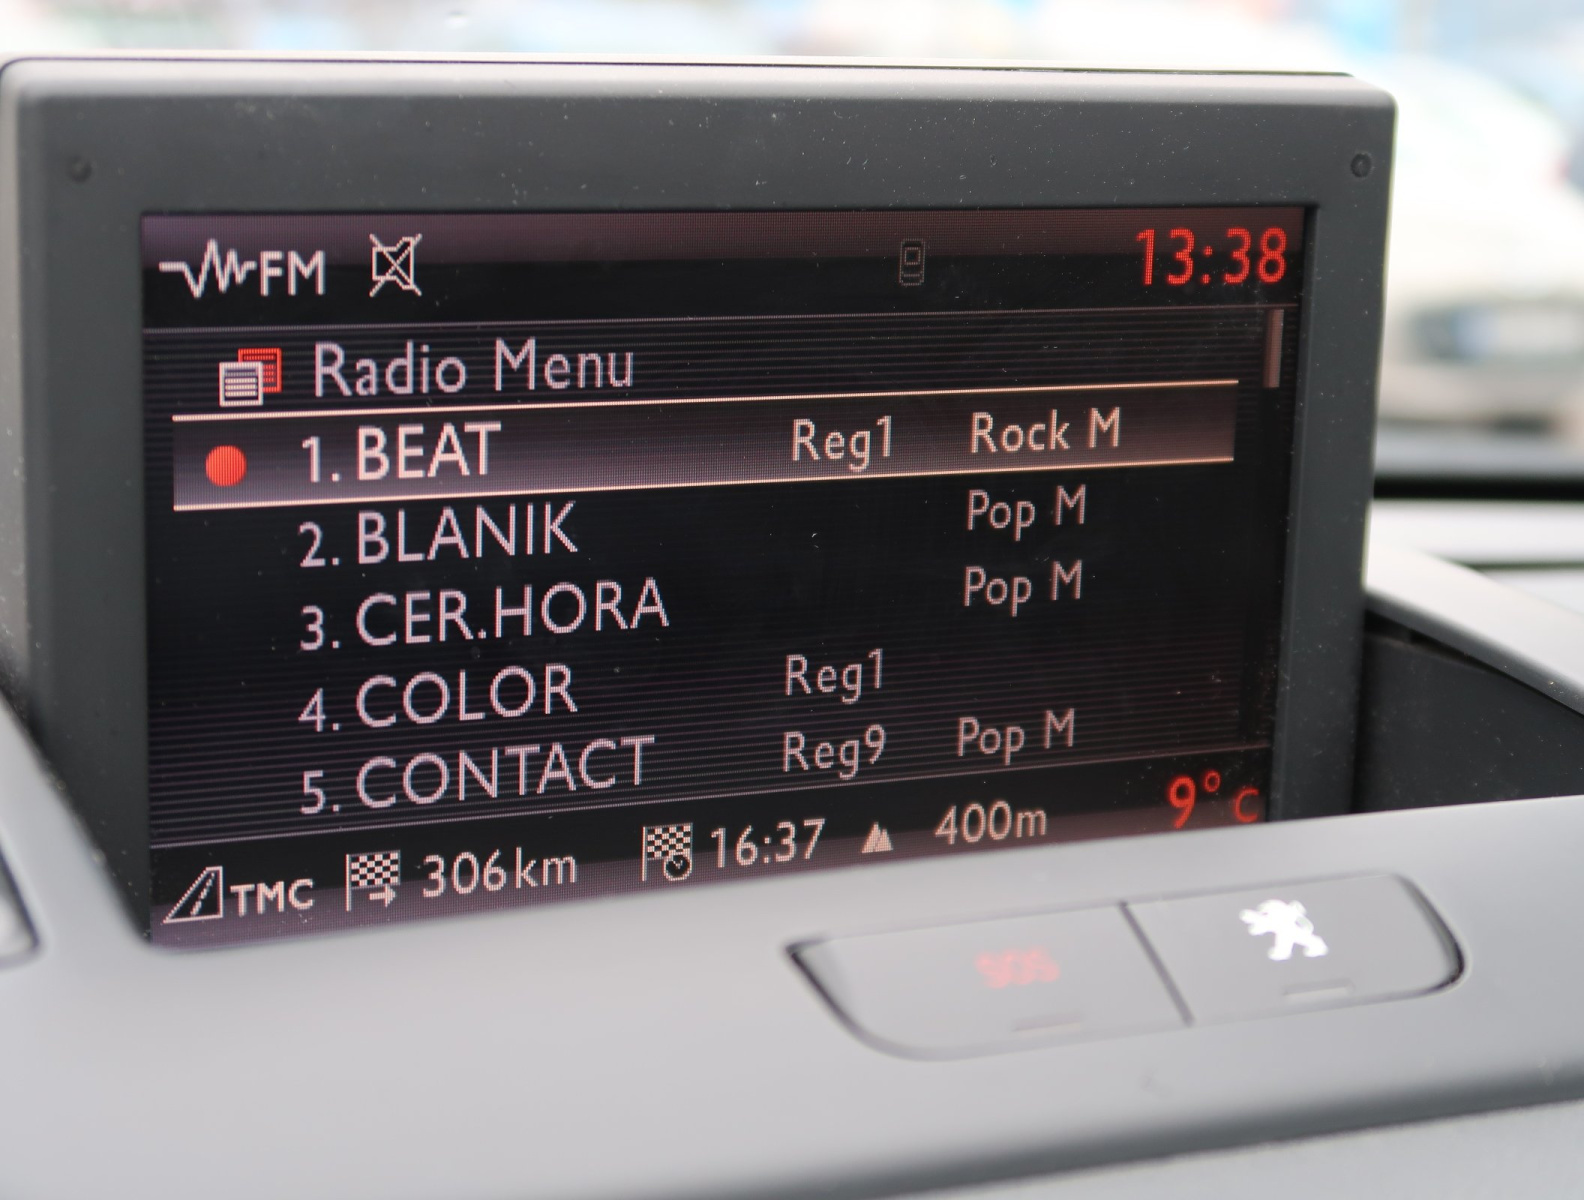 FM 13:38
Radio Menu
1. BEAT Reg1 Rock M
2. BLANIK Pop M
3. CER.HORA Pop M
4. COLOR Reg1
5. CONTACT Reg9 Pop M
9° C
TMC 306km 16:37 400m
SOS